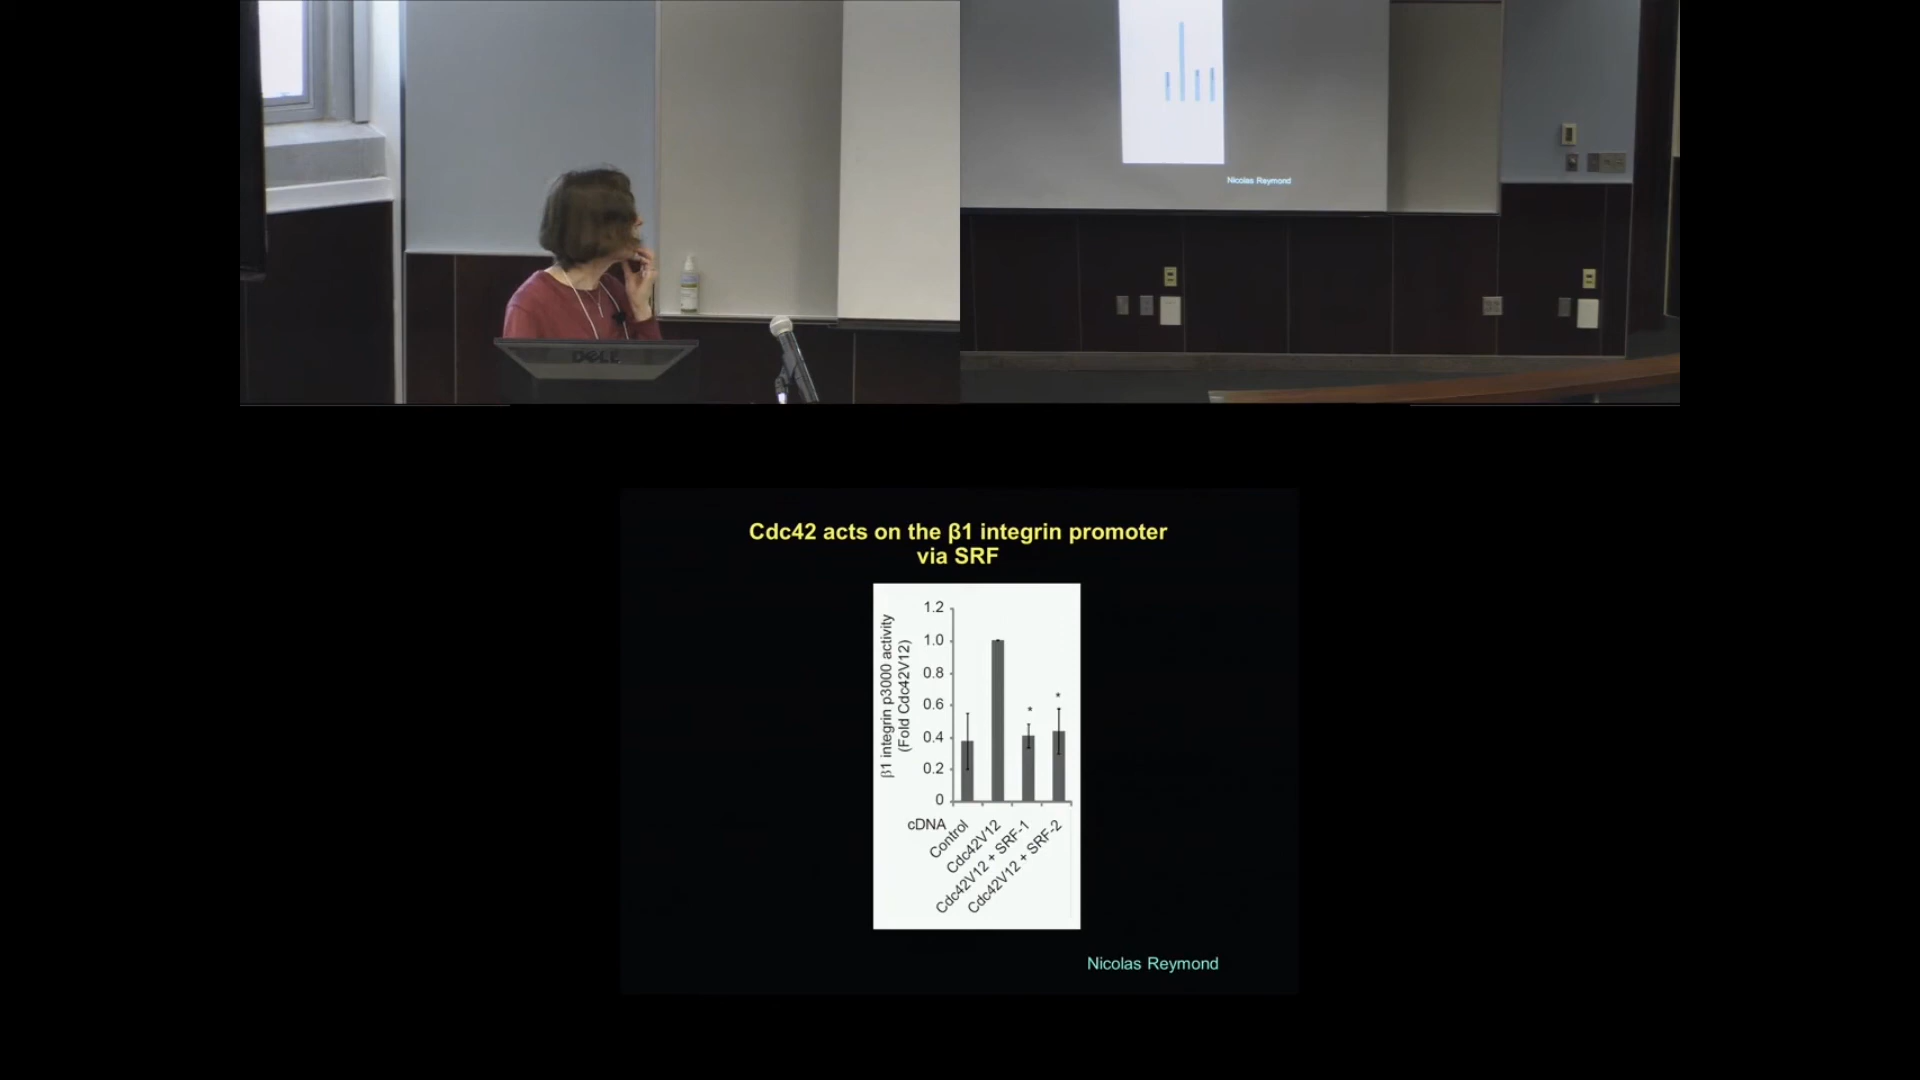 Nicolas Reymond
DELL
Cdc42 acts on the β1 integrin promoter
via SRF
β1 integrin p3000 activity
(Fold Cdc42V12)
1.2
1.0
0.8
0.6
0.4
0.2
0
*
*
cDNA
Control
Cdc42V12
Cdc42V12 + SRF-1
Cdc42V12 + SRF-2
Nicolas Reymond